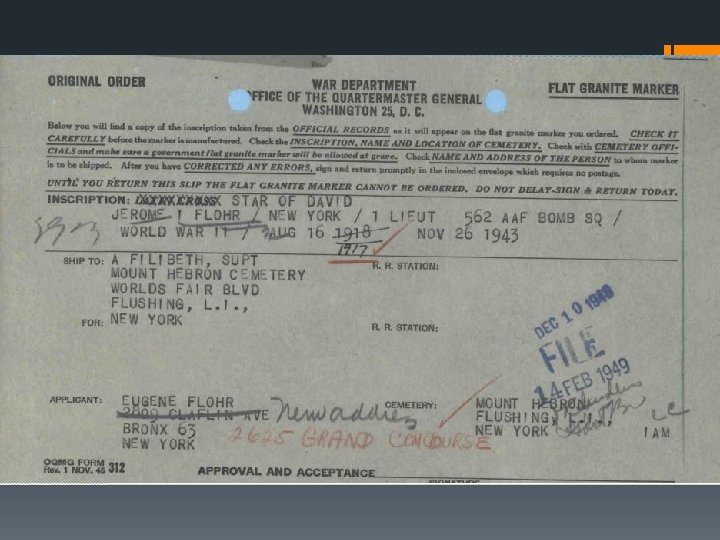 ORIGINAL ORDER
WAR DEPARTMENT
OFFICE OF THE QUARTERMASTER GENERAL
WASHINGTON 25, D. C.
FLAT GRANITE MARKER
Below you will find a copy of the inscription taken from the OFFICIAL RECORDS as it will appear on the flat granite marker you ordered. CHECK IT
CAREFULLY before the marker is manufactured. Check the INSCRIPTION, NAME AND LOCATION OF CEMETERY. Check with CEMETERY OFFI-
CIALS and make sure a government flat granite marker will be allowed at grave. Check NAME AND ADDRESS OF THE PERSON to whom marker
is to be shipped. After you have CORRECTED ANY ERRORS, sign and return promptly in the inclosed envelope which requires no postage.
UNTIL YOU RETURN THIS SLIP THE FLAT GRANITE MARKER CANNOT BE ORDERED. DO NOT DELAY-SIGN & RETURN TODAY.
INSCRIPTION: STAR OF DAVID
JEROME I FLOHR / NEW YORK / 1 LIEUT 562 AAF BOMB SQ /
WORLD WAR II / AUG 16 1918 NOV 26 1943
1917
SHIP TO: A FILIBETH, SUPT
R. R. STATION:
MOUNT HEBRON CEMETERY
WORLDS FAIR BLVD
FLUSHING, L.I.,
FOR: NEW YORK
R. R. STATION:
DEC 10 1948
FILE
14 FEB 1949
APPLICANT: EUGENE FLOHR
2000 CLAFLIN AVE New address
BRONX 63 2625 GRAND CONCOURSE
NEW YORK
CEMETERY: MOUNT HEBRON
FLUSHING, L.I.,
NEW YORK
I AM
OQMG FORM 312
Rev. 1 NOV. 45
APPROVAL AND ACCEPTANCE
SIGNATURE